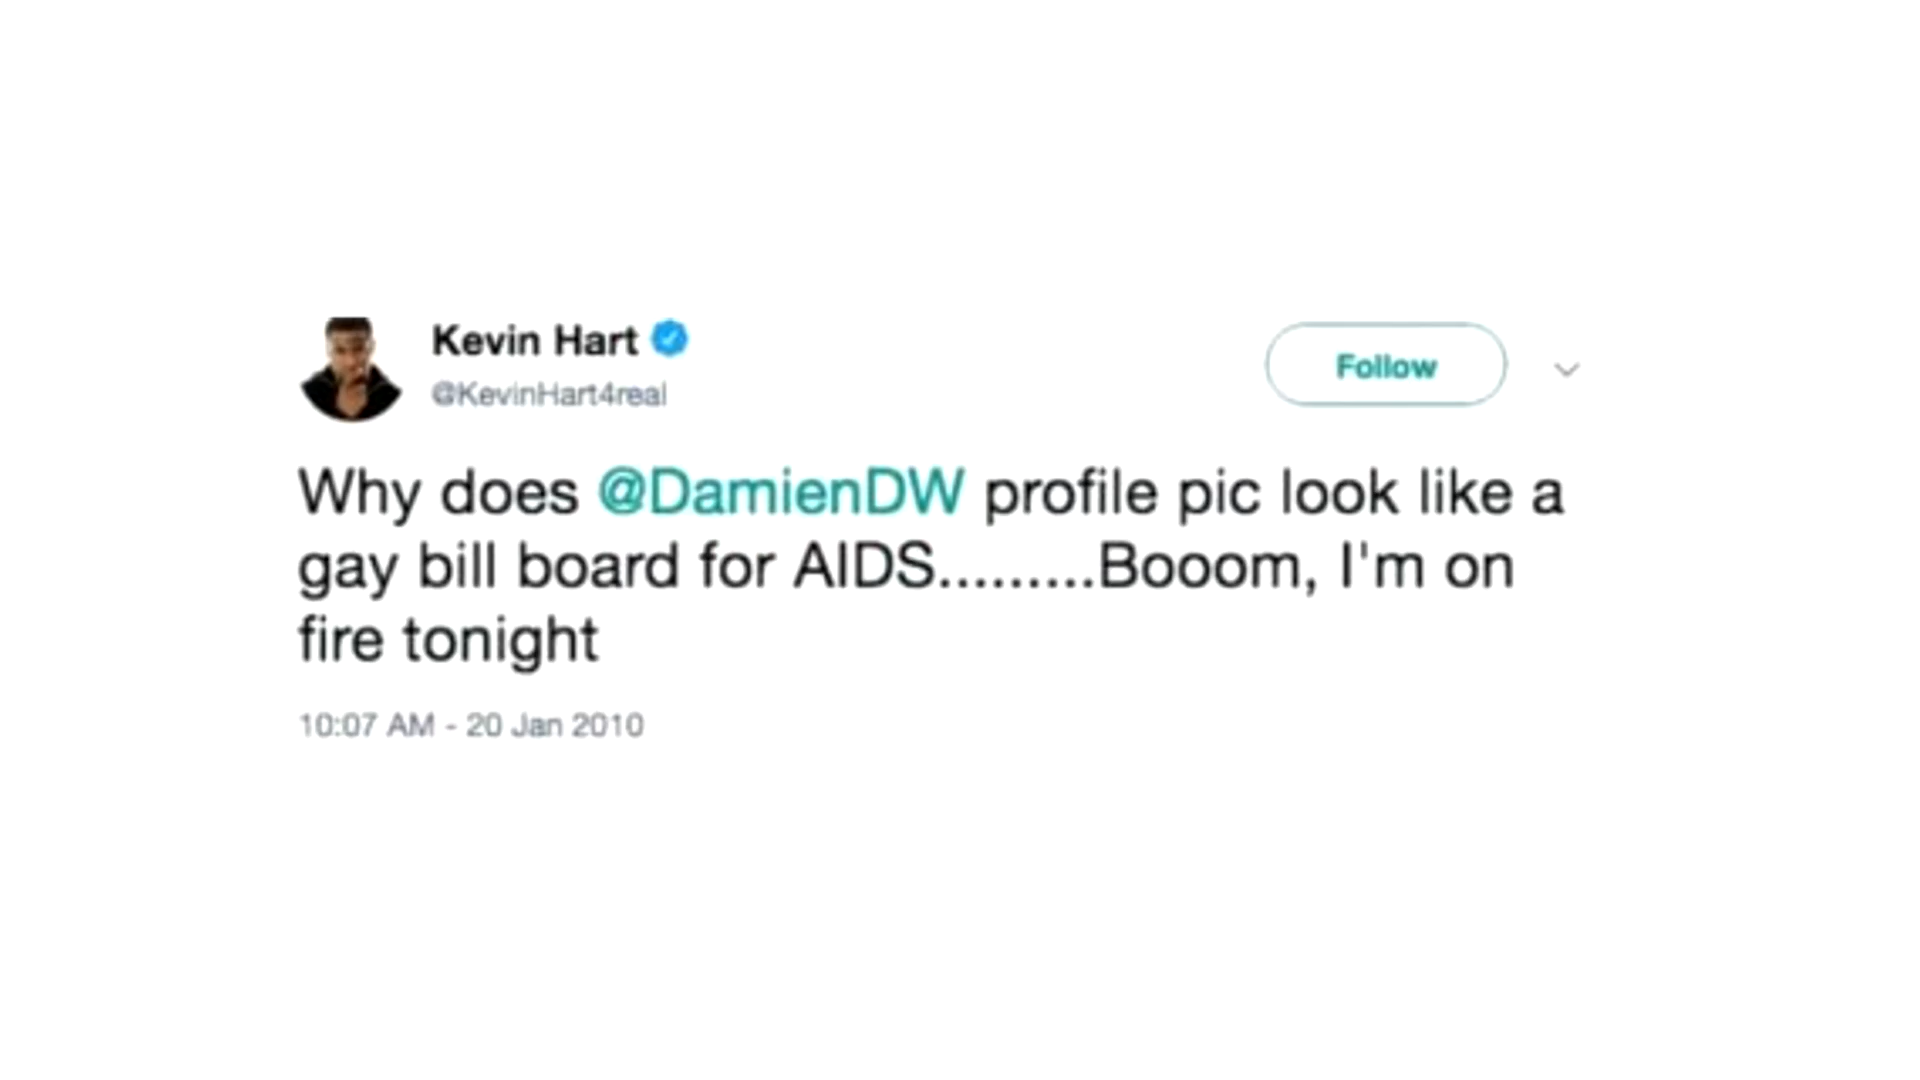 Kevin Hart
@KevinHart4real
Follow
Why does @DamienDW profile pic look like a
gay bill board for AIDS.........Booom, I'm on
fire tonight
10:07 AM - 20 Jan 2010